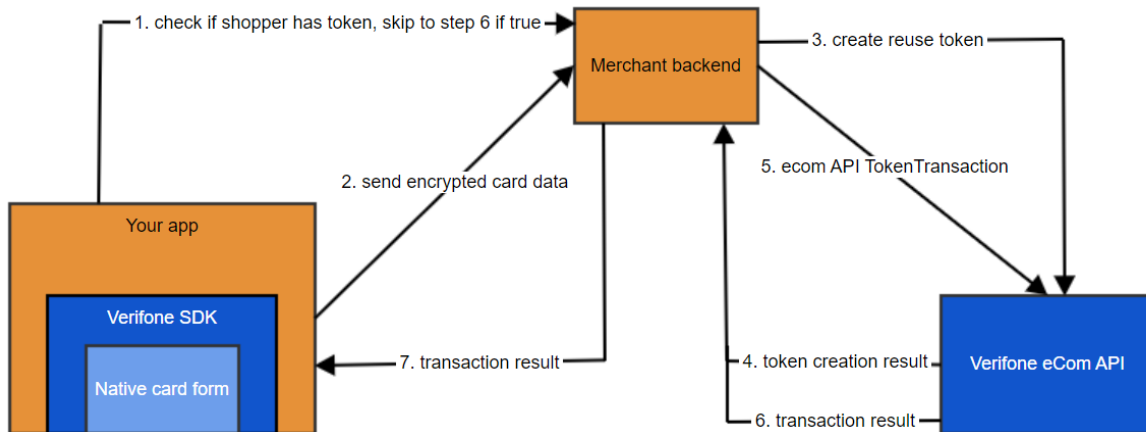 1. check if shopper has token, skip to step 6 if true
3. create reuse token
Merchant backend
5. ecom API TokenTransaction
2. send encrypted card data
Your app
Verifone SDK
7. transaction result
4. token creation result
Verifone eCom API
Native card form
6. transaction result